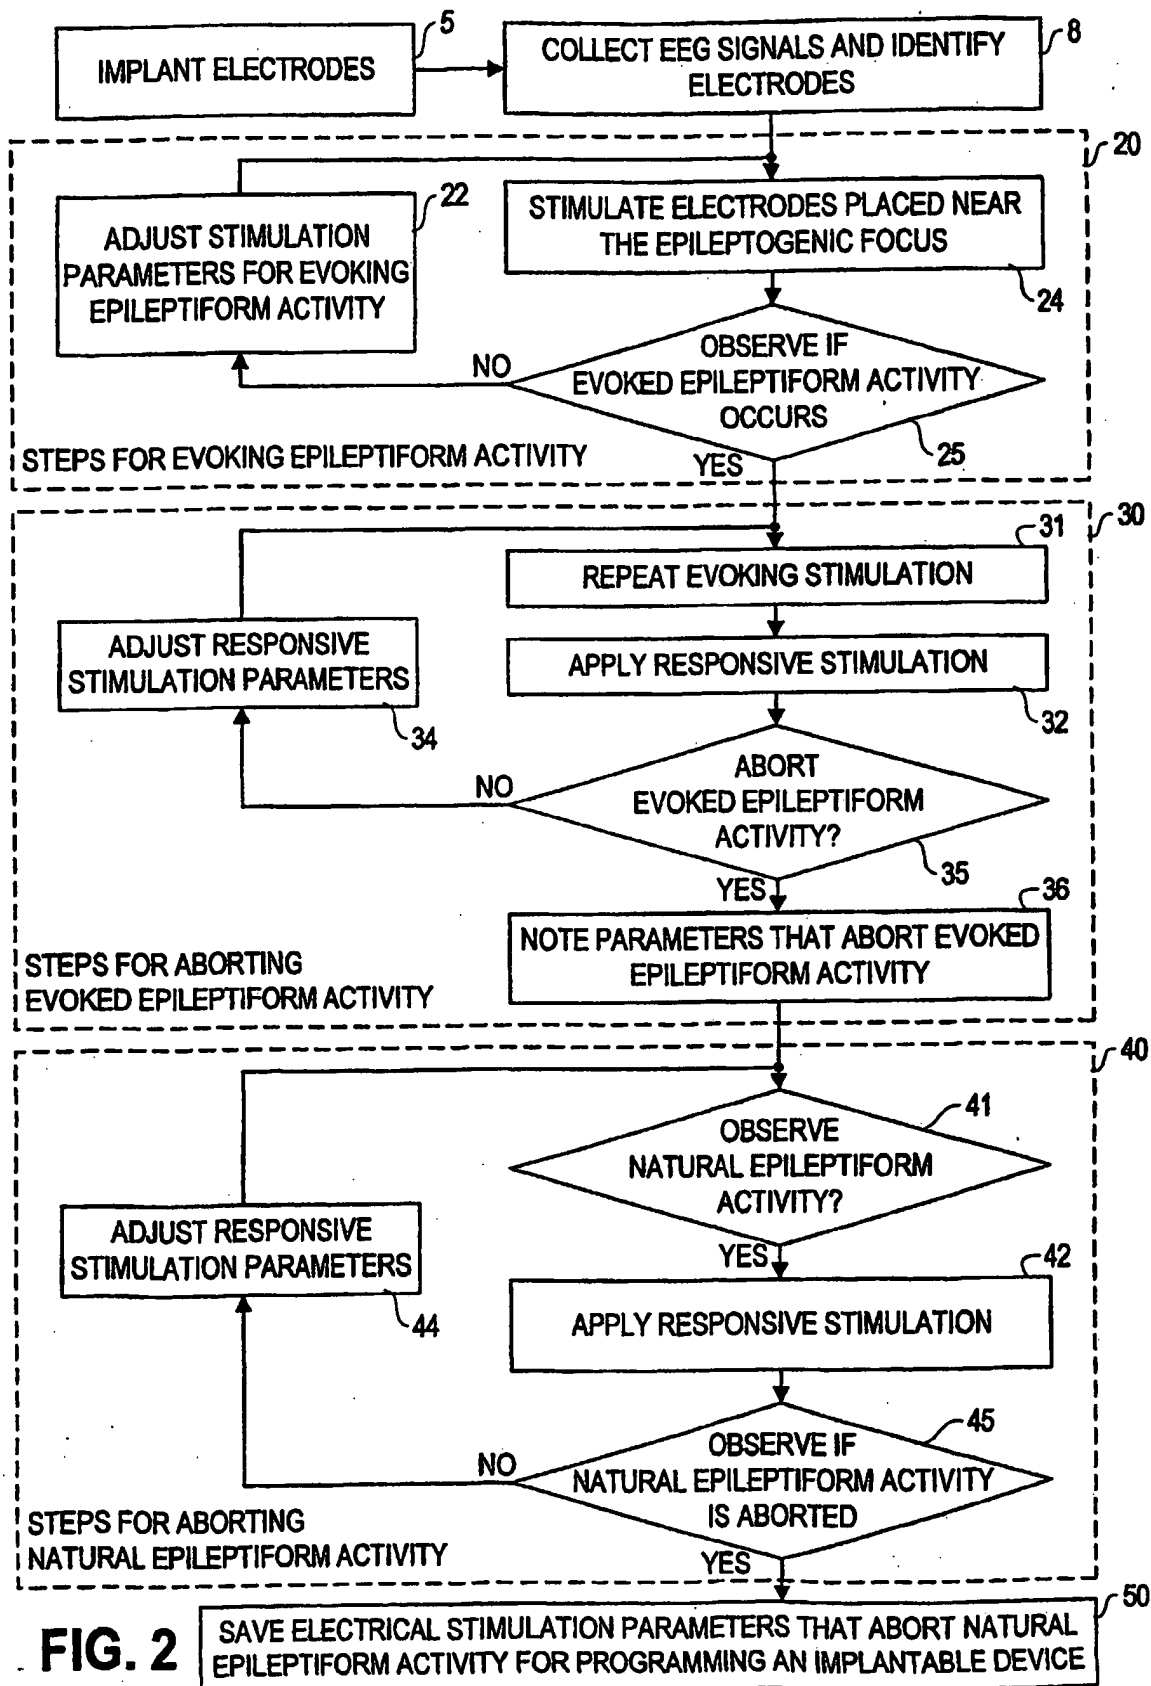 5
IMPLANT ELECTRODES
8
COLLECT EEG SIGNALS AND IDENTIFY
ELECTRODES
20
22
ADJUST STIMULATION
PARAMETERS FOR EVOKING
EPILEPTIFORM ACTIVITY
STIMULATE ELECTRODES PLACED NEAR
THE EPILEPTOGENIC FOCUS
24
OBSERVE IF
EVOKED EPILEPTIFORM ACTIVITY
OCCURS
NO
25
YES
STEPS FOR EVOKING EPILEPTIFORM ACTIVITY
30
31
REPEAT EVOKING STIMULATION
ADJUST RESPONSIVE
STIMULATION PARAMETERS
34
APPLY RESPONSIVE STIMULATION
32
ABORT
EVOKED EPILEPTIFORM
ACTIVITY?
NO
35
YES
36
NOTE PARAMETERS THAT ABORT EVOKED
EPILEPTIFORM ACTIVITY
STEPS FOR ABORTING
EVOKED EPILEPTIFORM ACTIVITY
40
41
OBSERVE
NATURAL EPILEPTIFORM
ACTIVITY?
YES
ADJUST RESPONSIVE
STIMULATION PARAMETERS
44
42
APPLY RESPONSIVE STIMULATION
45
OBSERVE IF
NATURAL EPILEPTIFORM ACTIVITY
IS ABORTED
NO
YES
STEPS FOR ABORTING
NATURAL EPILEPTIFORM ACTIVITY
50
SAVE ELECTRICAL STIMULATION PARAMETERS THAT ABORT NATURAL
EPILEPTIFORM ACTIVITY FOR PROGRAMMING AN IMPLANTABLE DEVICE
FIG. 2